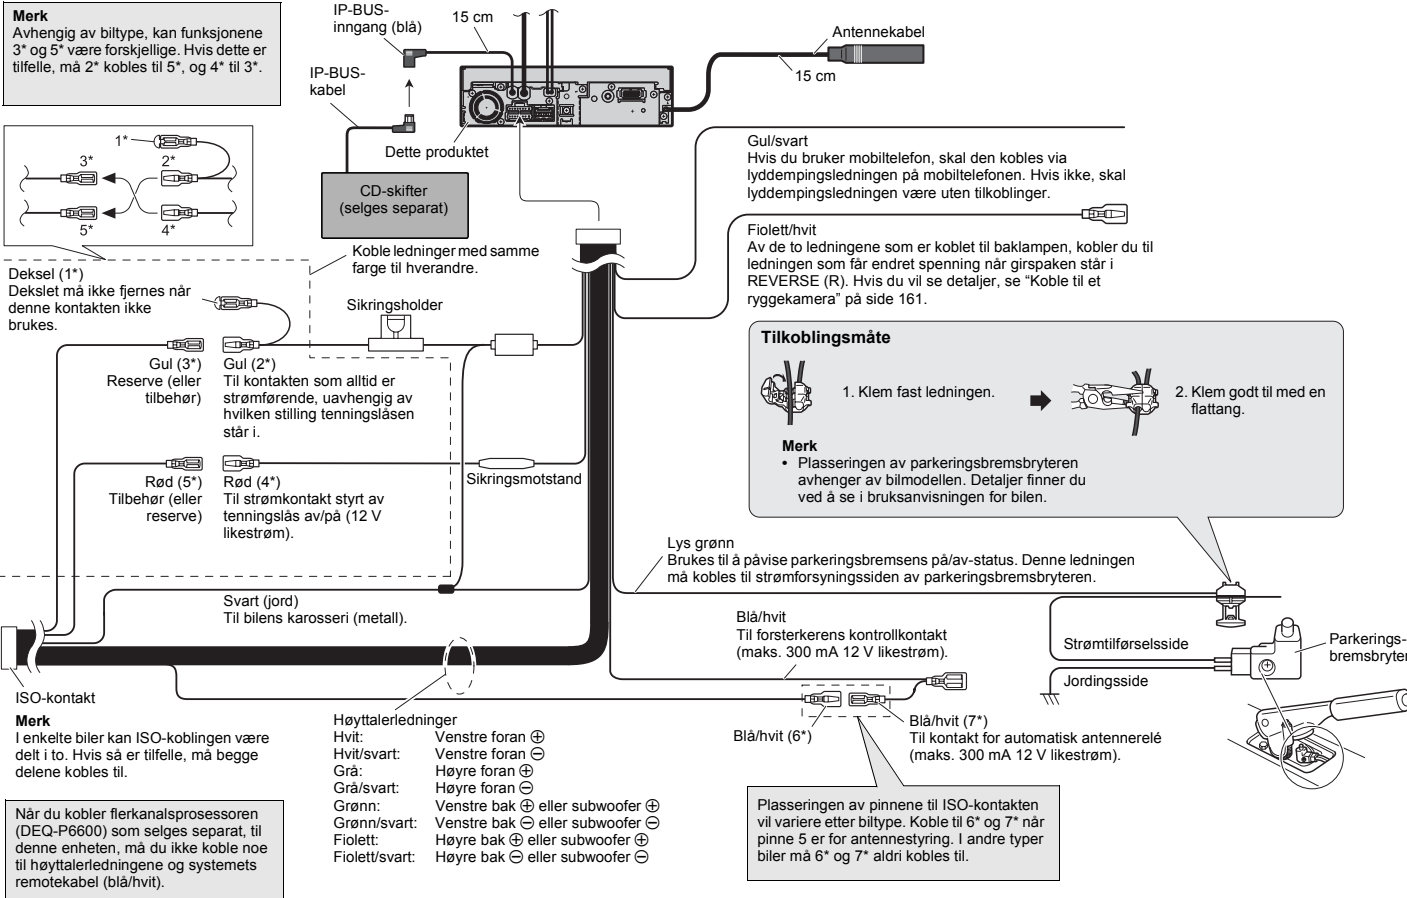 Merk
Avhengig av biltype, kan funksjonene
3* og 5* være forskjellige. Hvis dette er
tilfelle, må 2* kobles til 5*, og 4* til 3*.
IP-BUS-
inngang (blå)
15 cm
Antennekabel
15 cm
IP-BUS-
kabel
Dette produktet
CD-skifter
(selges separat)
1*
3*
2*
5*
4*
Koble ledninger med samme
farge til hverandre.
Gul/svart
Hvis du bruker mobiltelefon, skal den kobles via
lyddempingsledningen på mobiltelefonen. Hvis ikke, skal
lyddempingsledningen være uten tilkoblinger.
Fiolett/hvit
Av de to ledningene som er koblet til baklampen, kobler du til
ledningen som får endret spenning når girspaken står i
REVERSE (R). Hvis du vil se detaljer, se “Koble til et
ryggekamera” på side 161.
Deksel (1*)
Dekslet må ikke fjernes når
denne kontakten ikke
brukes.
Sikringsholder
Gul (3*)
Reserve (eller
tilbehør)
Gul (2*)
Til kontakten som alltid er
strømførende, uavhengig av
hvilken stilling tenningslåsen
står i.
Rød (5*)
Tilbehør (eller
reserve)
Rød (4*)
Til strømkontakt styrt av
tenningslås av/på (12 V
likestrøm).
Sikringsmotstand
Tilkoblingsmåte
1. Klem fast ledningen.
2. Klem godt til med en
flattang.
Merk
• Plasseringen av parkeringsbremsbryteren
avhenger av bilmodellen. Detaljer finner du
ved å se i bruksanvisningen for bilen.
Lys grønn
Brukes til å påvise parkeringsbremsens på/av-status. Denne ledningen
må kobles til strømforsyningssiden av parkeringsbremsbryteren.
Svart (jord)
Til bilens karosseri (metall).
Blå/hvit
Til forsterkerens kontrollkontakt
(maks. 300 mA 12 V likestrøm).
Strømtilførselsside
Jordingsside
Parkerings-
bremsbryter
ISO-kontakt
Merk
I enkelte biler kan ISO-koblingen være
delt i to. Hvis så er tilfelle, må begge
delene kobles til.
Når du kobler flerkanalsprosessoren
(DEQ-P6600) som selges separat, til
denne enheten, må du ikke koble noe
til høyttalerledningene og systemets
remotekabel (blå/hvit).
Høyttalerledninger
Hvit: Venstre foran ⊕
Hvit/svart: Venstre foran ⊖
Grå: Høyre foran ⊕
Grå/svart: Høyre foran ⊖
Grønn: Venstre bak ⊕ eller subwoofer ⊕
Grønn/svart: Venstre bak ⊖ eller subwoofer ⊖
Fiolett: Høyre bak ⊕ eller subwoofer ⊕
Fiolett/svart: Høyre bak ⊖ eller subwoofer ⊖
Blå/hvit (6*)
Blå/hvit (7*)
Til kontakt for automatisk antennerelé
(maks. 300 mA 12 V likestrøm).
Plasseringen av pinnene til ISO-kontakten
vil variere etter biltype. Koble til 6* og 7* når
pinne 5 er for antennestyring. I andre typer
biler må 6* og 7* aldri kobles til.